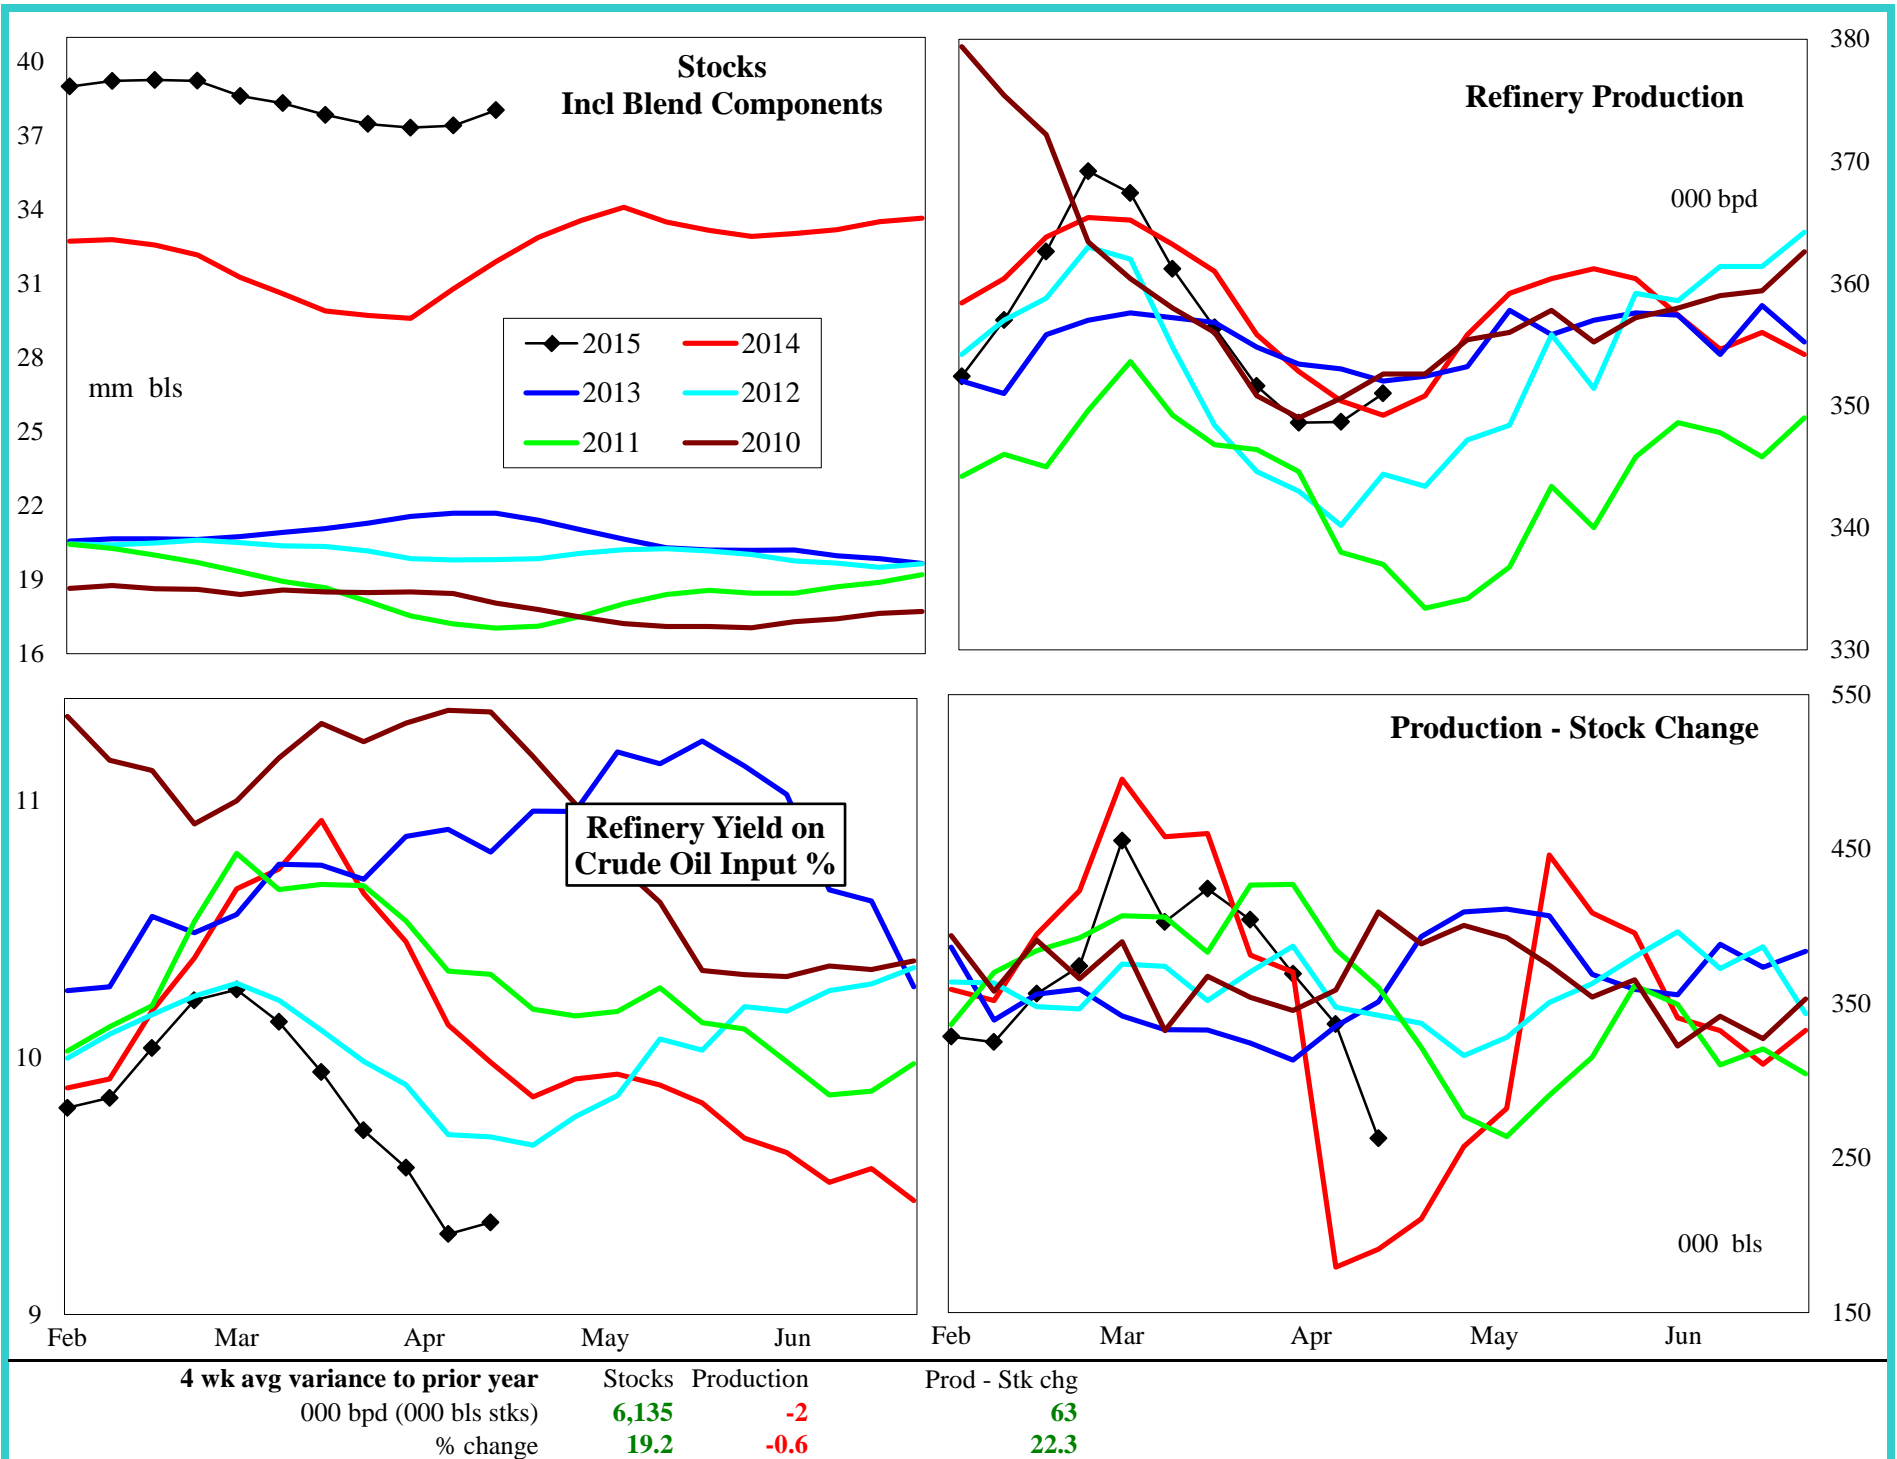 40
37
34
31
28
25
22
19
16
Stocks
Incl Blend Components
mm bls
2015 2014
2013 2012
2011 2010
Refinery Production
000 bpd
380
370
360
350
340
330
11
10
9
Refinery Yield on
Crude Oil Input %
Feb Mar Apr May Jun
Production - Stock Change
000 bls
550
450
350
250
150
Feb Mar Apr May Jun
4 wk avg variance to prior year Stocks Production Prod - Stk chg
000 bpd (000 bls stks) 6,135 -2 63
% change 19.2 -0.6 22.3